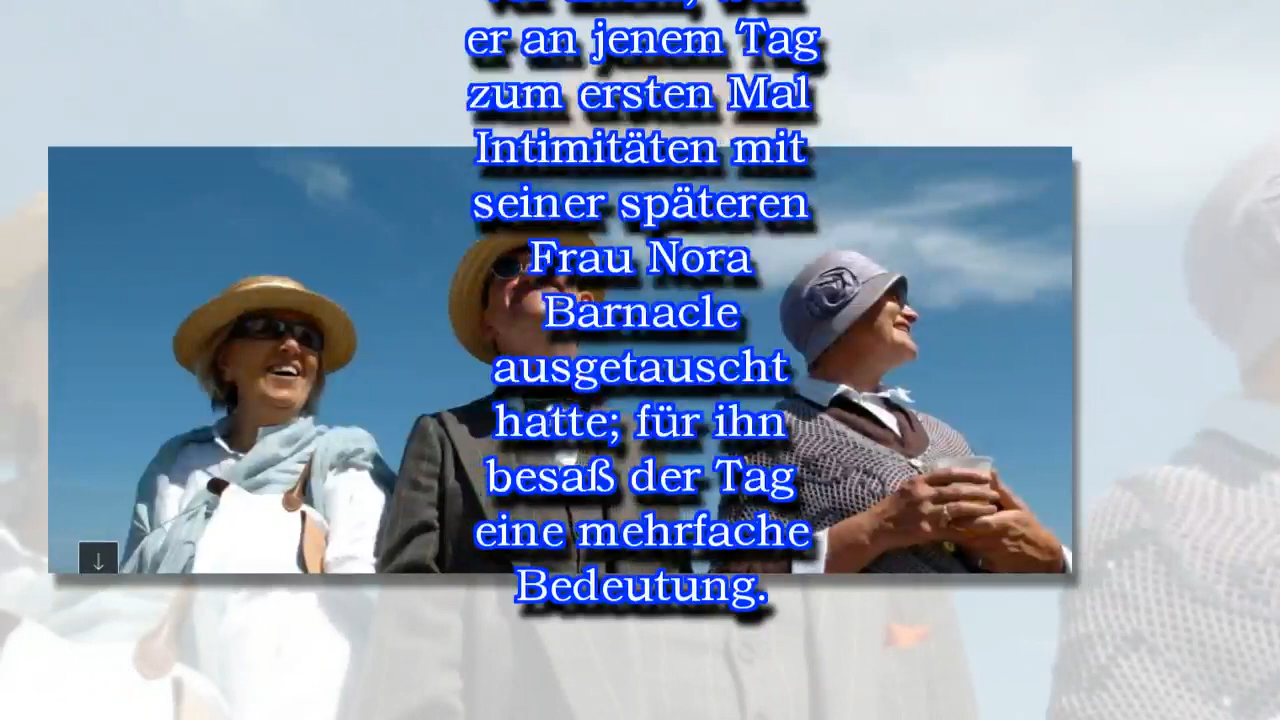 er an jenem Tag
zum ersten Mal
Intimitäten mit
seiner späteren
Frau Nora
Barnacle
ausgetauscht
hatte; für ihn
besaß der Tag
eine mehrfache
Bedeutung.